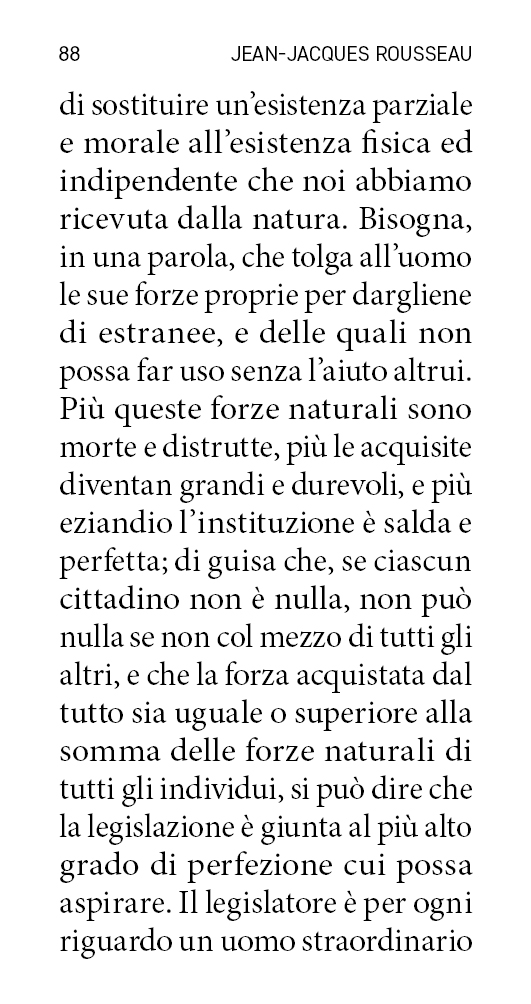 88 JEAN-JACQUES ROUSSEAU
di sostituire un’esistenza parziale
e morale all’esistenza fisica ed
indipendente che noi abbiamo
ricevuta dalla natura. Bisogna,
in una parola, che tolga all’uomo
le sue forze proprie per dargliene
di estranee, e delle quali non
possa far uso senza l’aiuto altrui.
Più queste forze naturali sono
morte e distrutte, più le acquisite
diventan grandi e durevoli, e più
eziandio l’instituzione è salda e
perfetta; di guisa che, se ciascun
cittadino non è nulla, non può
nulla se non col mezzo di tutti gli
altri, e che la forza acquistata dal
tutto sia uguale o superiore alla
somma delle forze naturali di
tutti gli individui, si può dire che
la legislazione è giunta al più alto
grado di perfezione cui possa
aspirare. Il legislatore è per ogni
riguardo un uomo straordinario